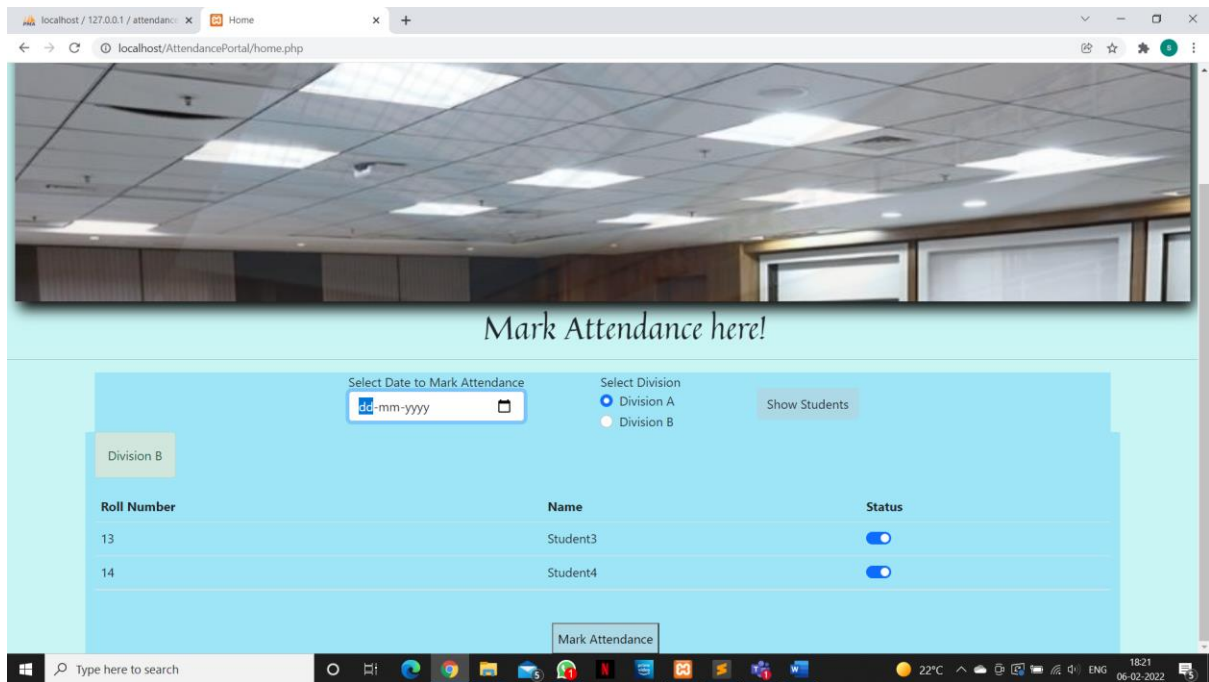 localhost / 127.0.0.1 / attendanc
Home
localhost/AttendancePortal/home.php
S
Mark Attendance here!
Select Date to Mark Attendance
Select Division
dd-mm-yyyy
Division A
Division B
Show Students
Division B
Roll Number Name Status
13 Student3
14 Student4
Mark Attendance
Type here to search
22°C
ENG
18:21
06-02-2022